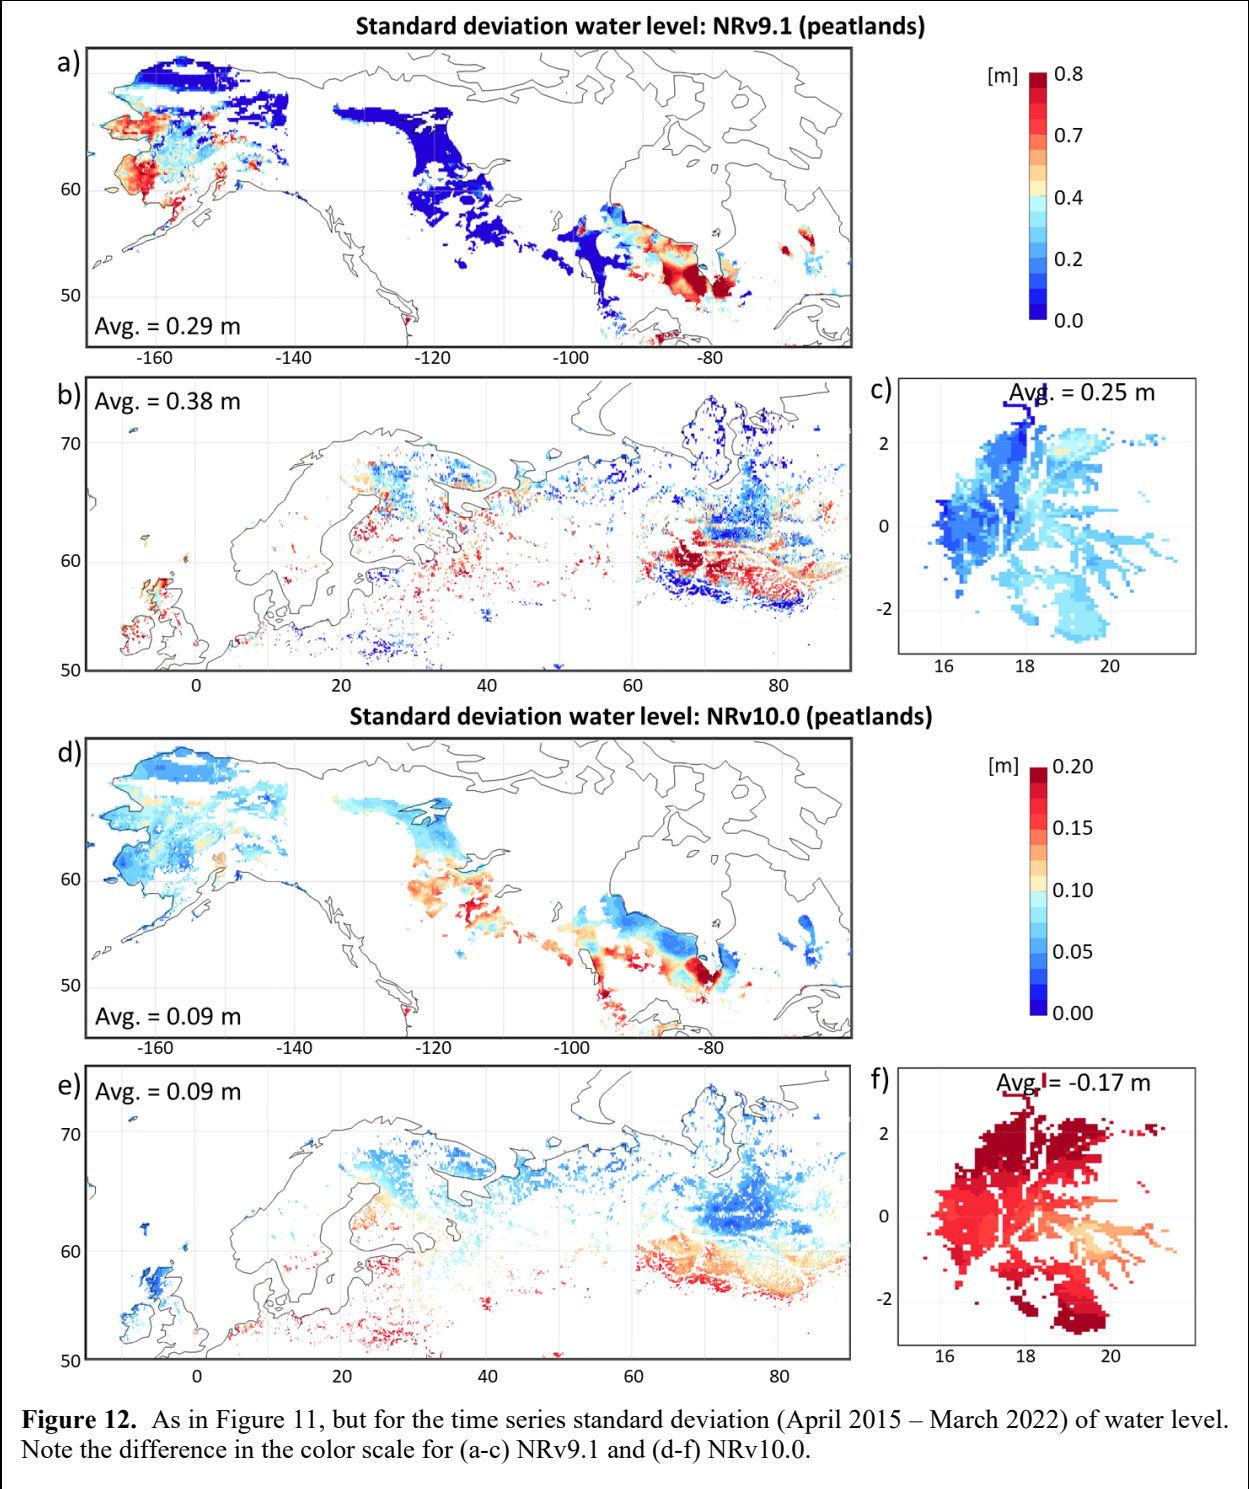 Standard deviation water level: NRv9.1 (peatlands)
a)
60
50
Avg. = 0.29 m
-160 -140 -120 -100 -80
[m]
0.8
0.7
0.4
0.2
0.0
b)
Avg. = 0.38 m
70
60
50
0 20 40 60 80
c)
Avg. = 0.25 m
2
0
-2
16 18 20
Standard deviation water level: NRv10.0 (peatlands)
d)
60
50
Avg. = 0.09 m
-160 -140 -120 -100 -80
[m]
0.20
0.15
0.10
0.05
0.00
e)
Avg. = 0.09 m
70
60
50
0 20 40 60 80
f)
Avg. = -0.17 m
2
0
-2
16 18 20
Figure 12. As in Figure 11, but for the time series standard deviation (April 2015 – March 2022) of water level.
Note the difference in the color scale for (a-c) NRv9.1 and (d-f) NRv10.0.